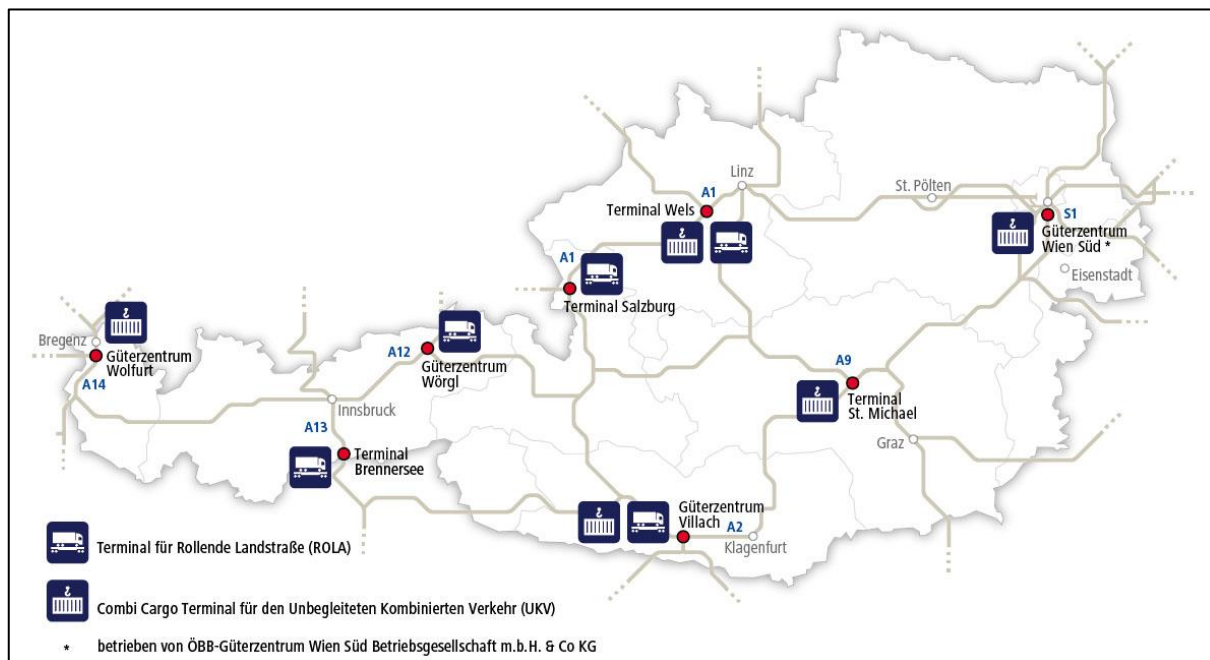 Linz
A1
St. Pölten
Terminal Wels
S1
Güterzentrum
Wien Süd *
A1
Eisenstadt
Terminal Salzburg
Bregenz
Güterzentrum
Wolfurt
A14
A12
Güterzentrum
Wörgl
A9
Terminal
St. Michael
Innsbruck
A13
Graz
Terminal
Brennersee
Güterzentrum
Villach
A2
Klagenfurt
Terminal für Rollende Landstraße (ROLA)
Combi Cargo Terminal für den Unbegleiteten Kombinierten Verkehr (UKV)
* betrieben von ÖBB-Güterzentrum Wien Süd Betriebsgesellschaft m.b.H. & Co KG